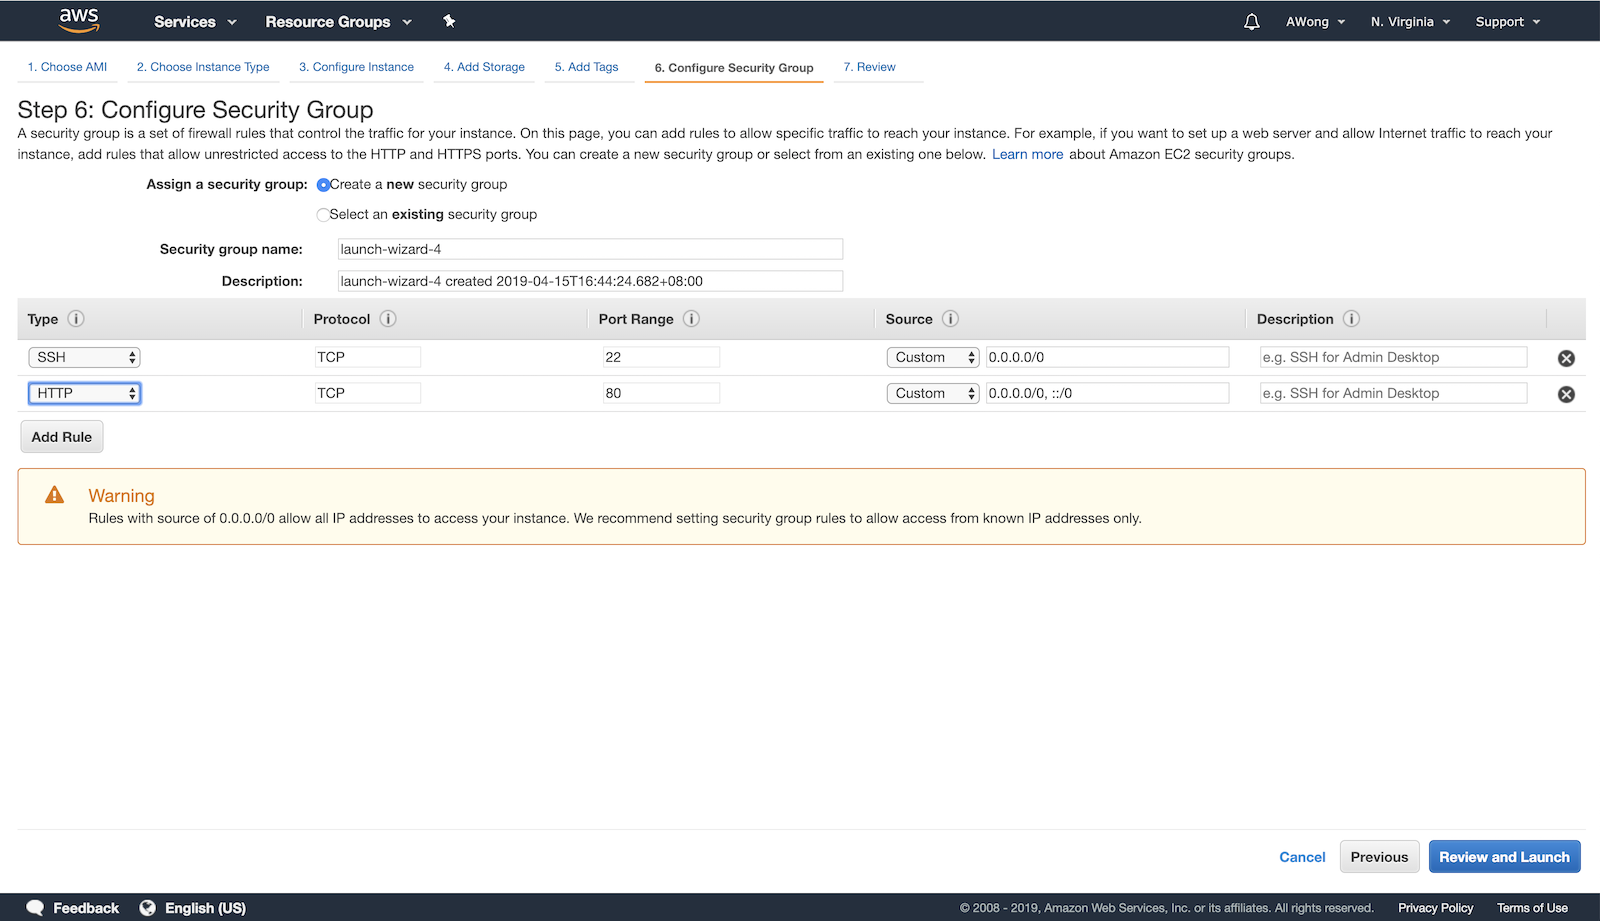 aws Services Resource Groups AWong N. Virginia Support
1. Choose AMI 2. Choose Instance Type 3. Configure Instance 4. Add Storage 5. Add Tags 6. Configure Security Group 7. Review
Step 6: Configure Security Group
A security group is a set of firewall rules that control the traffic for your instance. On this page, you can add rules to allow specific traffic to reach your instance. For example, if you want to set up a web server and allow Internet traffic to reach your
instance, add rules that allow unrestricted access to the HTTP and HTTPS ports. You can create a new security group or select from an existing one below. Learn more about Amazon EC2 security groups.
Assign a security group: Create a new security group
Select an existing security group
Security group name: launch-wizard-4
Description: launch-wizard-4 created 2019-04-15T16:44:24.682+08:00
Type i Protocol i Port Range i Source i Description i
SSH TCP 22 Custom 0.0.0.0/0 e.g. SSH for Admin Desktop
HTTP TCP 80 Custom 0.0.0.0/0, ::/0 e.g. SSH for Admin Desktop
Add Rule
Warning
Rules with source of 0.0.0.0/0 allow all IP addresses to access your instance. We recommend setting security group rules to allow access from known IP addresses only.
Cancel Previous Review and Launch
Feedback English (US) © 2008 - 2019, Amazon Web Services, Inc. or its affiliates. All rights reserved. Privacy Policy Terms of Use